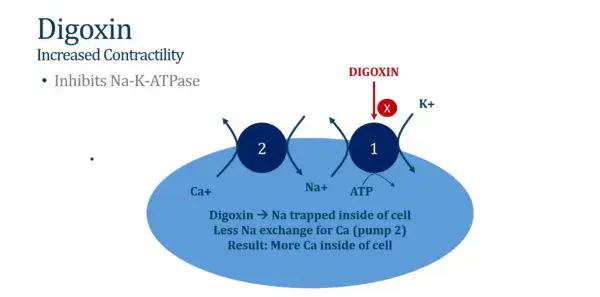 Digoxin
Increased Contractility
• Inhibits Na-K-ATPase
•
DIGOXIN
X
K+
2
1
Ca+
Na+
ATP
Digoxin → Na trapped inside of cell
Less Na exchange for Ca (pump 2)
Result: More Ca inside of cell